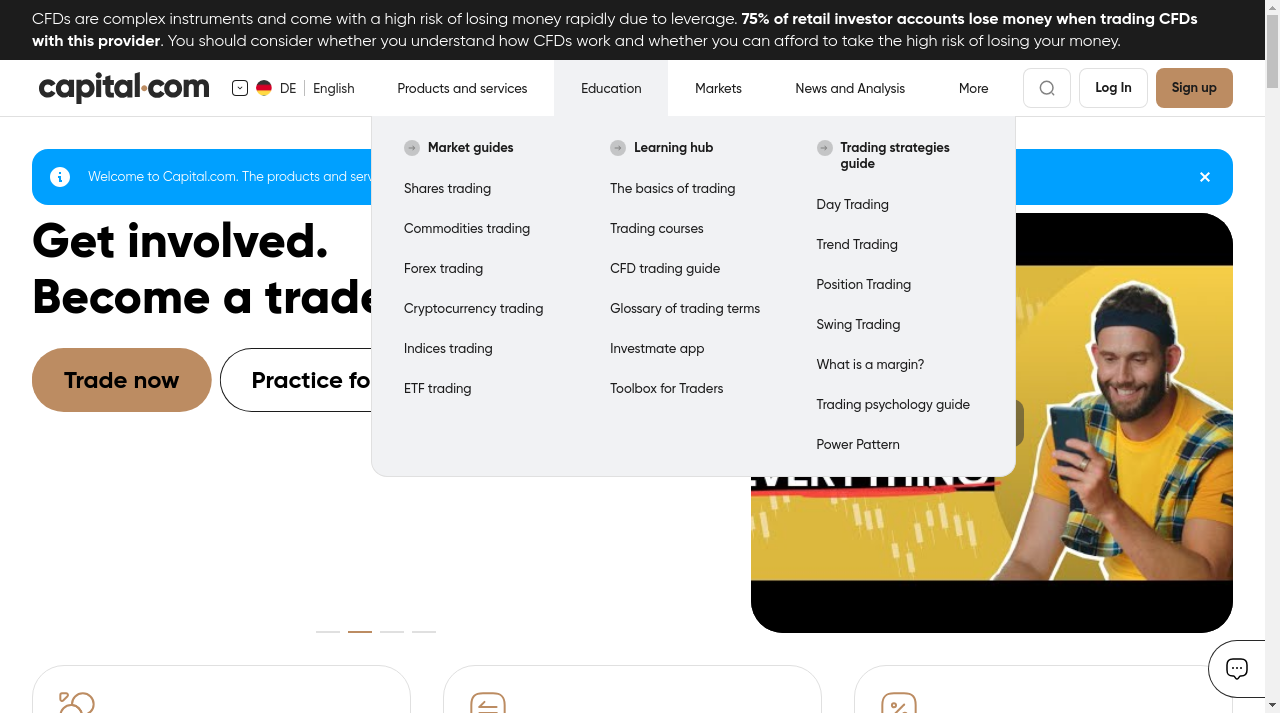 CFDs are complex instruments and come with a high risk of losing money rapidly due to leverage. 75% of retail investor accounts lose money when trading CFDs
with this provider. You should consider whether you understand how CFDs work and whether you can afford to take the high risk of losing your money.
capital.com
DE
English
Products and services
Education
Markets
News and Analysis
More
Log In
Sign up
Welcome to Capital.com. The products and serv
Get involved.
Become a trade
Trade now
Practice fo
Market guides
Shares trading
Commodities trading
Forex trading
Cryptocurrency trading
Indices trading
ETF trading
Learning hub
The basics of trading
Trading courses
CFD trading guide
Glossary of trading terms
Investmate app
Toolbox for Traders
Trading strategies
guide
Day Trading
Trend Trading
Position Trading
Swing Trading
What is a margin?
Trading psychology guide
Power Pattern
EVERYTHING